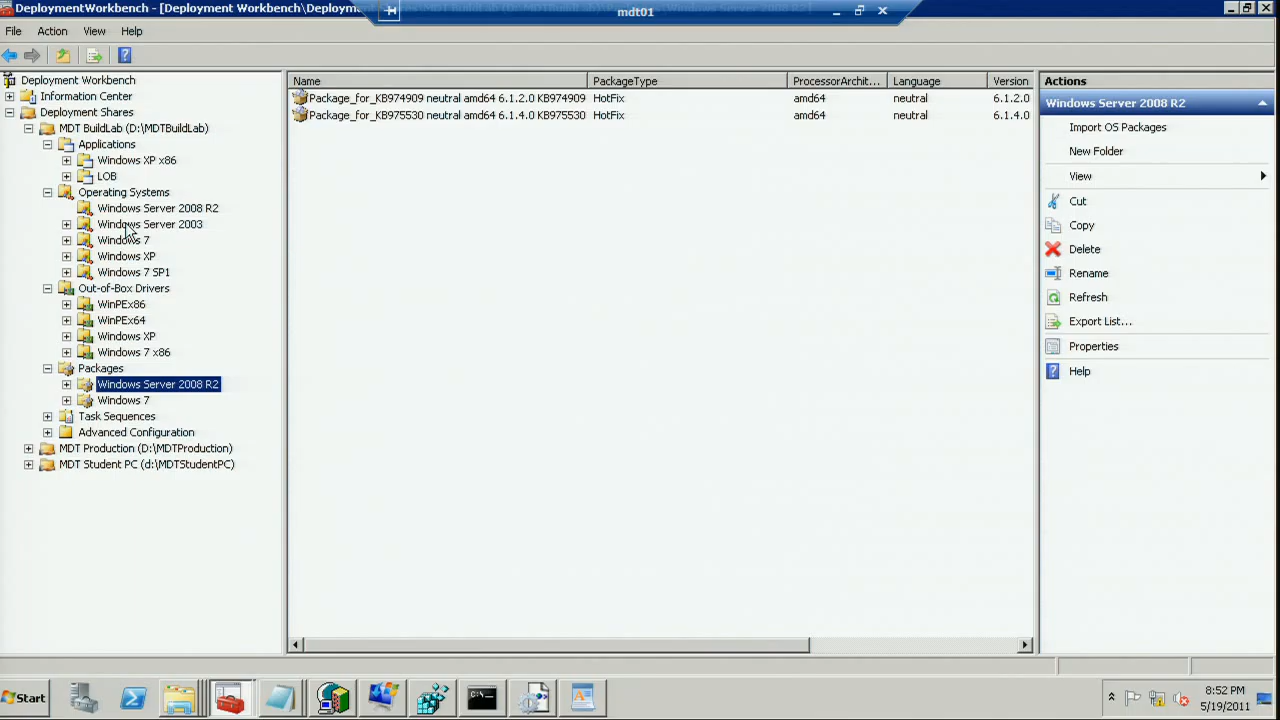 DeploymentWorkbench - [Deployment Workbench\Deployment
mdt01
File Action View Help
Deployment Workbench
Information Center
Deployment Shares
MDT BuildLab (D:\MDTBuildLab)
Applications
Windows XP x86
LOB
Operating Systems
Windows Server 2008 R2
Windows Server 2003
Windows 7
Windows XP
Windows 7 SP1
Out-of-Box Drivers
WinPEx86
WinPEx64
Windows XP
Windows 7 x86
Packages
Windows Server 2008 R2
Windows 7
Task Sequences
Advanced Configuration
MDT Production (D:\MDTProduction)
MDT Student PC (d:\MDTStudentPC)
Name PackageType ProcessorArchit... Language Version
Package_for_KB974909 neutral amd64 6.1.2.0 KB974909 HotFix amd64 neutral 6.1.2.0
Package_for_KB975530 neutral amd64 6.1.4.0 KB975530 HotFix amd64 neutral 6.1.4.0
Actions
Windows Server 2008 R2
Import OS Packages
New Folder
View
Cut
Copy
Delete
Rename
Refresh
Export List...
Properties
Help
Start
8:52 PM
5/19/2011